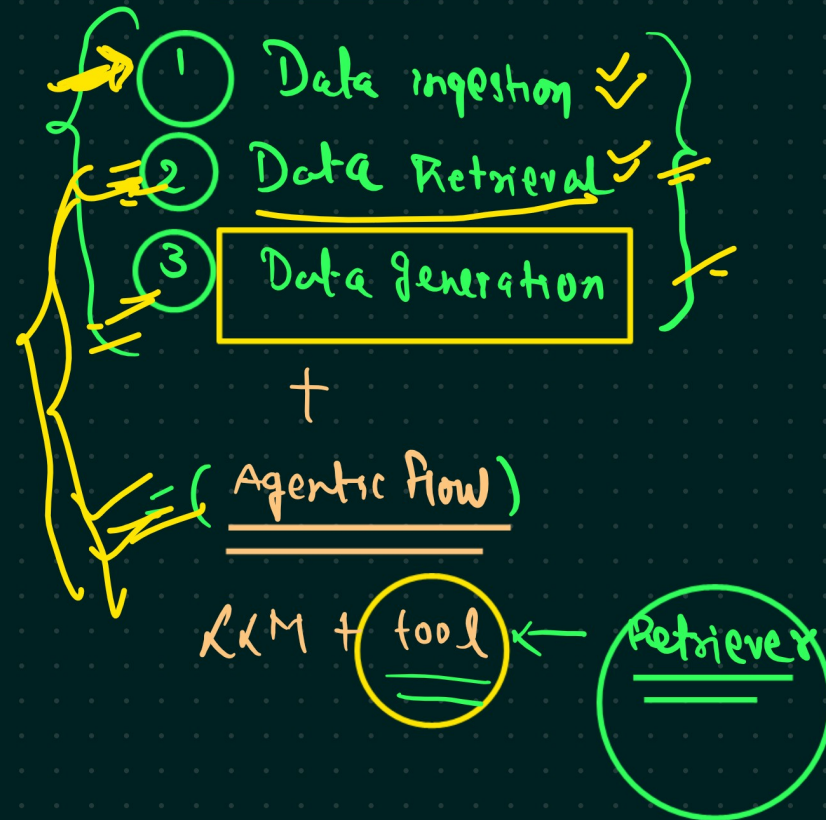 1 Data ingestion
2 Data Retrieval
3 Data generation
+
(Agentic flow)
LLM + tool ← Retriever